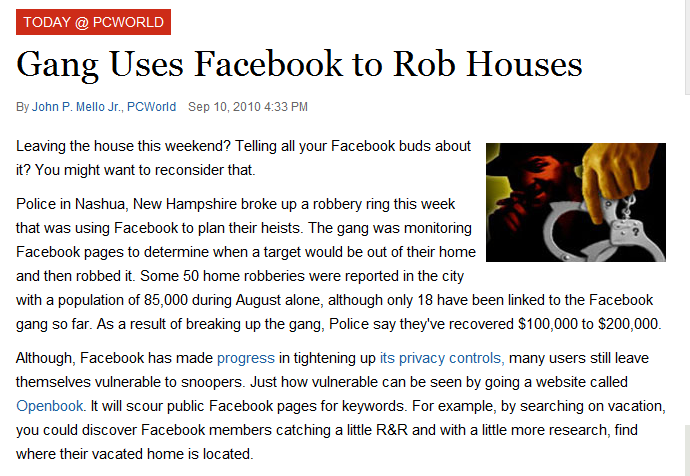 TODAY @ PCWORLD
Gang Uses Facebook to Rob Houses
By John P. Mello Jr., PCWorld Sep 10, 2010 4:33 PM
Leaving the house this weekend? Telling all your Facebook buds about
it? You might want to reconsider that.
Police in Nashua, New Hampshire broke up a robbery ring this week
that was using Facebook to plan their heists. The gang was monitoring
Facebook pages to determine when a target would be out of their home
and then robbed it. Some 50 home robberies were reported in the city
with a population of 85,000 during August alone, although only 18 have been linked to the Facebook
gang so far. As a result of breaking up the gang, Police say they've recovered $100,000 to $200,000.
Although, Facebook has made progress in tightening up its privacy controls, many users still leave
themselves vulnerable to snoopers. Just how vulnerable can be seen by going a website called
Openbook. It will scour public Facebook pages for keywords. For example, by searching on vacation,
you could discover Facebook members catching a little R&R and with a little more research, find
where their vacated home is located.